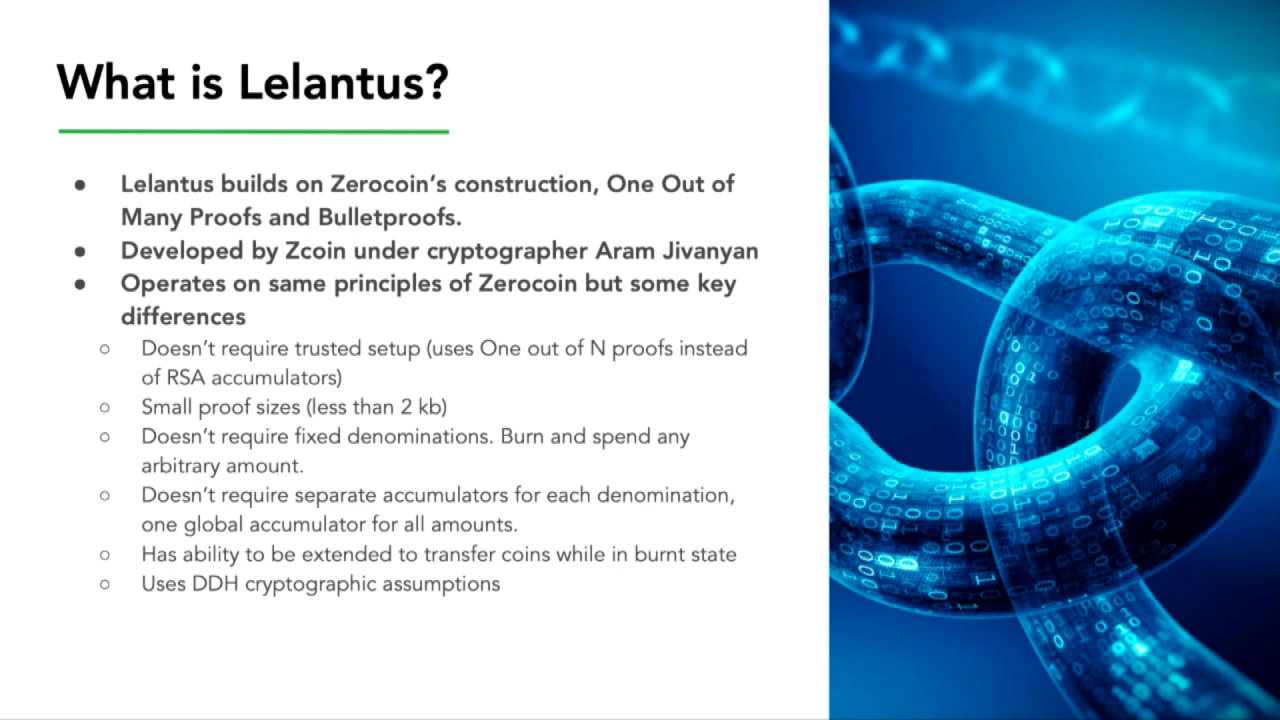 What is Lelantus?
● Lelantus builds on Zerocoin’s construction, One Out of
Many Proofs and Bulletproofs.
● Developed by Zcoin under cryptographer Aram Jivanyan
● Operates on same principles of Zerocoin but some key
differences
○ Doesn’t require trusted setup (uses One out of N proofs instead
of RSA accumulators)
○ Small proof sizes (less than 2 kb)
○ Doesn’t require fixed denominations. Burn and spend any
arbitrary amount.
○ Doesn’t require separate accumulators for each denomination,
one global accumulator for all amounts.
○ Has ability to be extended to transfer coins while in burnt state
○ Uses DDH cryptographic assumptions